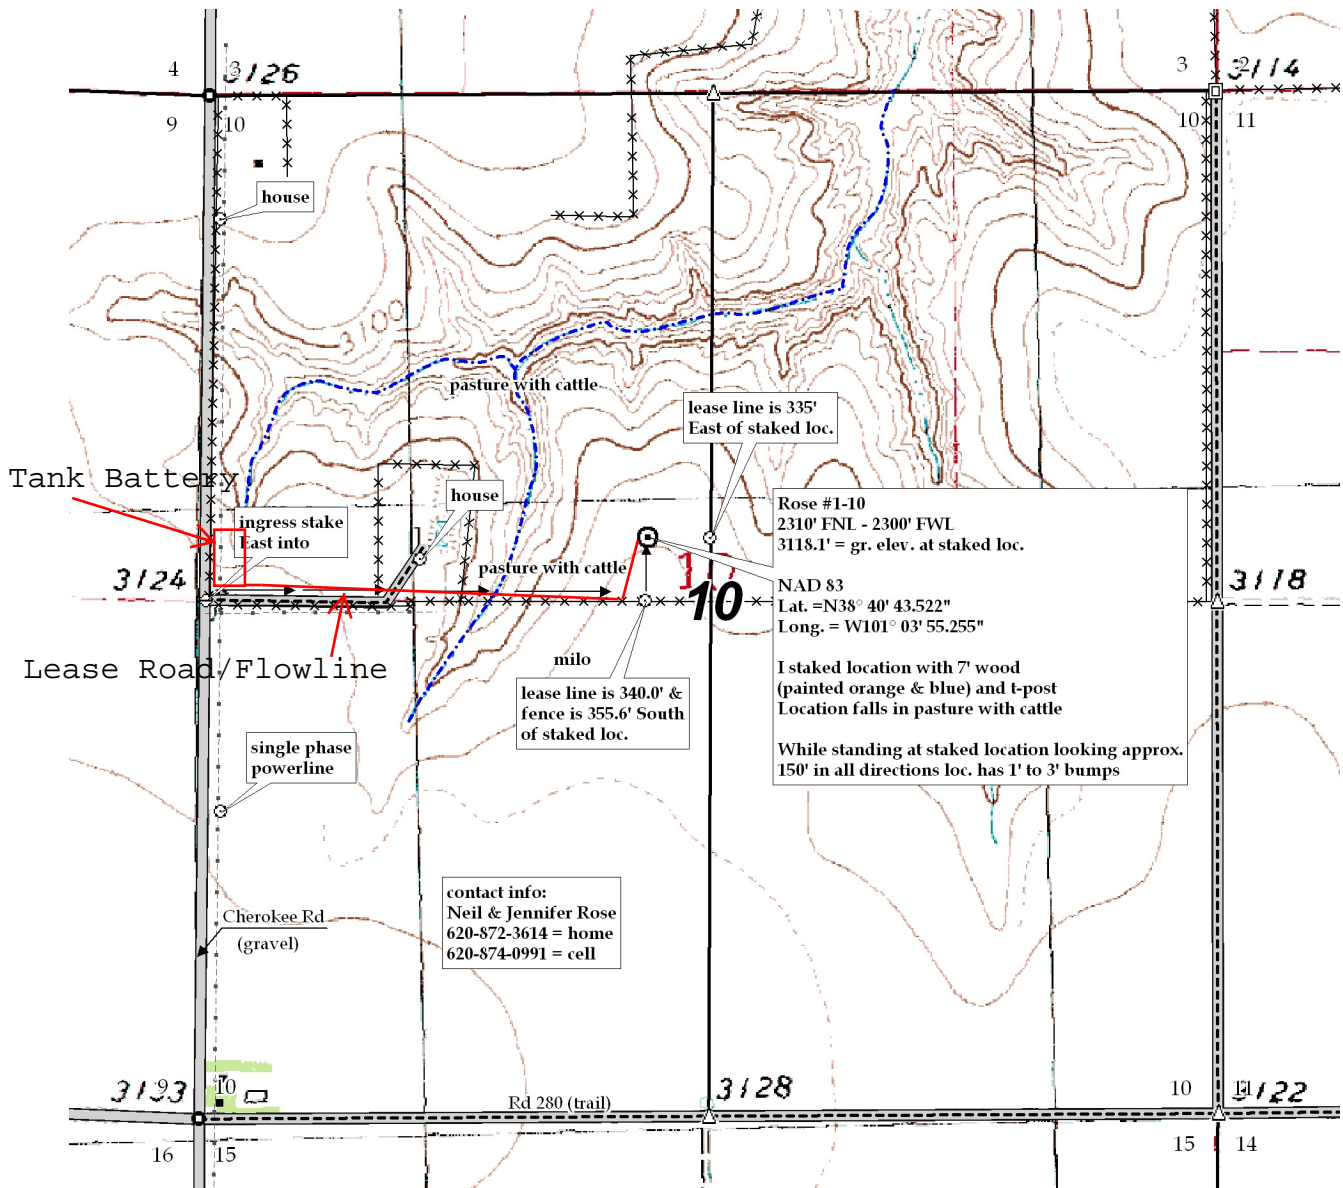 4
3
3126
3
2
3114
9
10
10
11
house
3100
pasture with cattle
lease line is 335'
East of staked loc.
Tank Battery
house
ingress stake
East into
Rose #1-10
2310' FNL - 2300' FWL
3118.1' = gr. elev. at staked loc.
NAD 83
Lat. =N38° 40' 43.522"
Long. = W101° 03' 55.255"
I staked location with 7' wood
(painted orange & blue) and t-post
Location falls in pasture with cattle
While standing at staked location looking approx.
150' in all directions loc. has 1' to 3' bumps
pasture with cattle
3124
10
3118
Lease Road/Flowline
milo
lease line is 340.0' &
fence is 355.6' South
of staked loc.
single phase
powerline
contact info:
Neil & Jennifer Rose
620-872-3614 = home
620-874-0991 = cell
Cherokee Rd
(gravel)
9
10
3128
10
11
3122
Rd 280 (trail)
16
15
15
14